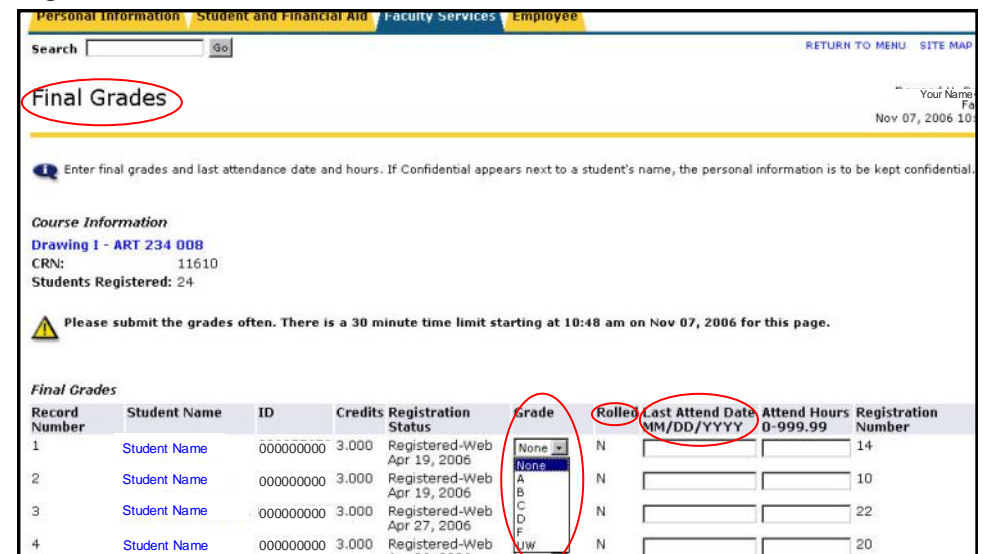 Personal Information Student and Financial Aid Faculty Services Employee
Search Go RETURN TO MENU SITE MAP
Final Grades
Your Name
Fa
Nov 07, 2006 10:
Enter final grades and last attendance date and hours. If Confidential appears next to a student's name, the personal information is to be kept confidential.
Course Information
Drawing I - ART 234 008
CRN: 11610
Students Registered: 24
Please submit the grades often. There is a 30 minute time limit starting at 10:48 am on Nov 07, 2006 for this page.
Final Grades
Record Student Name ID Credits Registration Grade Rolled Last Attend Date Attend Hours Registration
Number Status MM/DD/YYYY 0-999.99 Number
1 Student Name 000000000 3.000 Registered-Web None N 14
Apr 19, 2006 None
2 Student Name 000000000 3.000 Registered-Web A N 10
Apr 19, 2006 B
C
3 Student Name 000000000 3.000 Registered-Web D N 22
Apr 27, 2006 F
4 Student Name 000000000 3.000 Registered-Web UW N 20